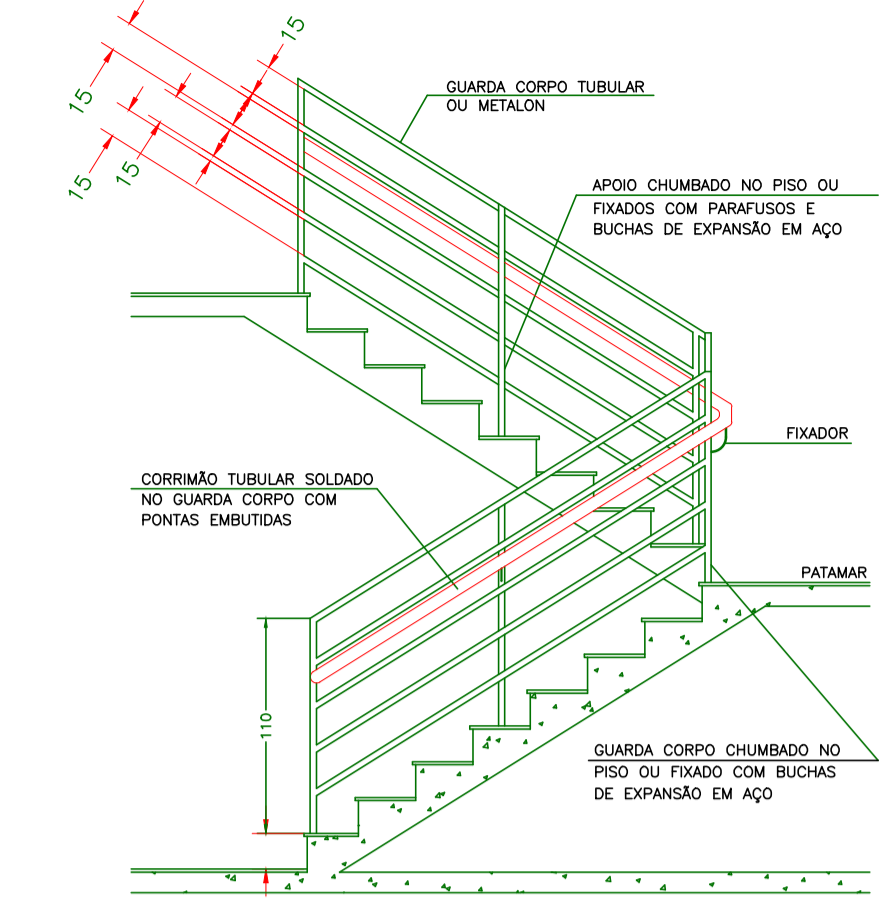 15
15
15
15
GUARDA CORPO TUBULAR
OU METALON
APOIO CHUMBADO NO PISO OU
FIXADOS COM PARAFUSOS E
BUCHAS DE EXPANSÃO EM AÇO
FIXADOR
CORRIMÃO TUBULAR SOLDADO
NO GUARDA CORPO COM
PONTAS EMBUTIDAS
PATAMAR
110
GUARDA CORPO CHUMBADO NO
PISO OU FIXADO COM BUCHAS
DE EXPANSÃO EM AÇO